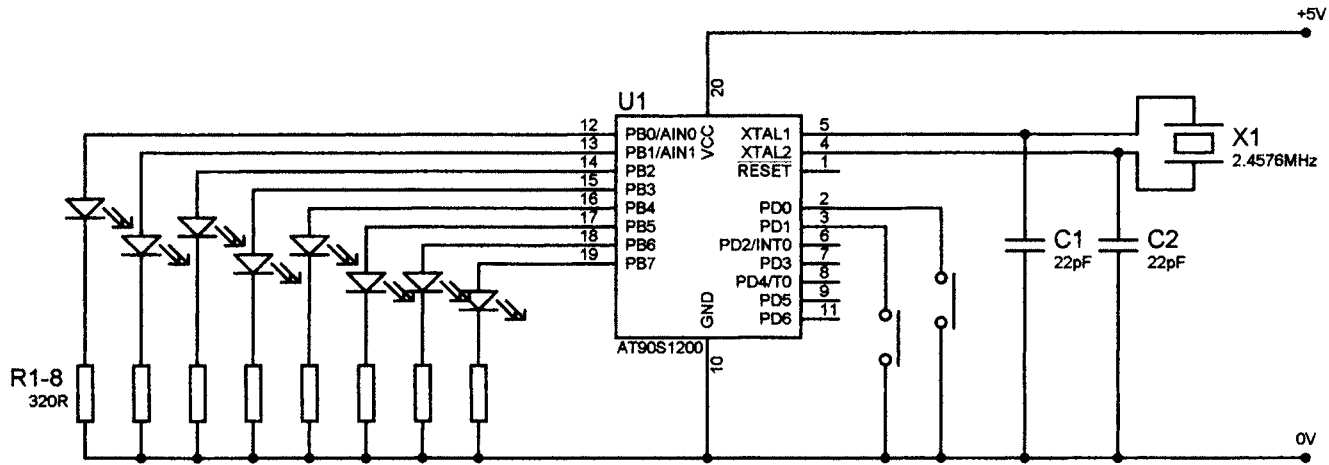 +5V
U1
20
VCC
12 PB0/AIN0
13 PB1/AIN1
14 PB2
15 PB3
16 PB4
17 PB5
18 PB6
19 PB7
XTAL1 5
XTAL2 4
RESET 1
PD0 2
PD1 3
PD2/INT0 6
PD3 7
PD4/T0 8
PD5 9
PD6 11
GND
10
AT90S1200
X1
2.4576MHz
C1
22pF
C2
22pF
R1-8
320R
0V